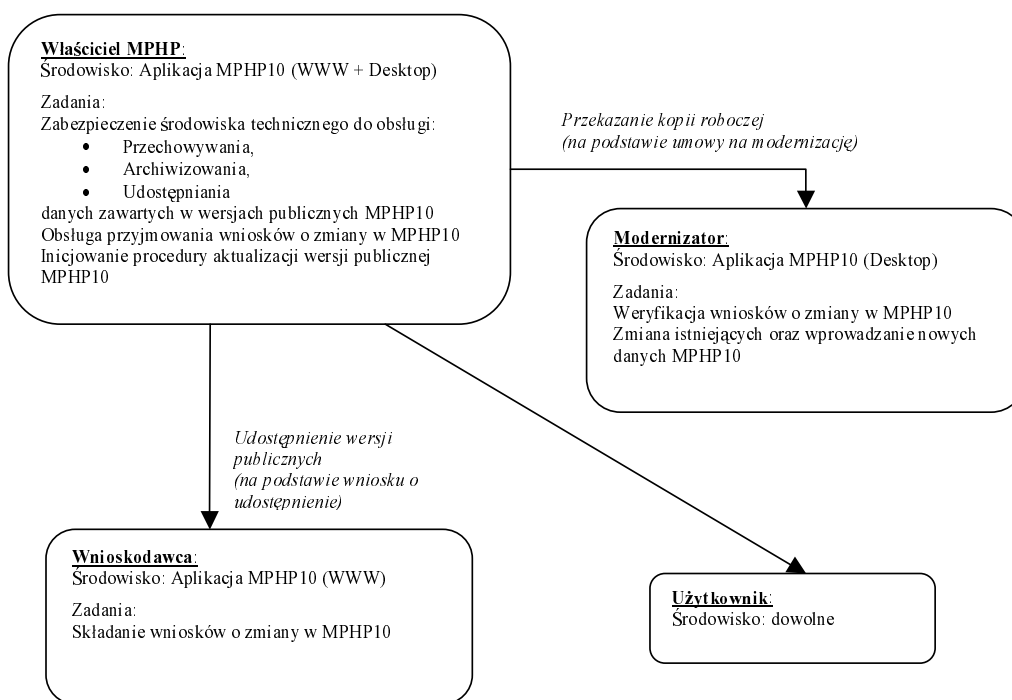 Właściciel MPHP:
Środowisko: Aplikacja MPHP10 (WWW + Desktop)
Zadania:
Zabezpieczenie środowiska technicznego do obsługi:
• Przechowywania,
• Archiwizowania,
• Udostępniania
danych zawartych w wersjach publicznych MPHP10
Obsługa przyjmowania wniosków o zmiany w MPHP10
Inicjowanie procedury aktualizacji wersji publicznej
MPHP10
Przekazanie kopii roboczej
(na podstawie umowy na modernizację)
Modernizator:
Środowisko: Aplikacja MPHP10 (Desktop)
Zadania:
Weryfikacja wniosków o zmiany w MPHP10
Zmiana istniejących oraz wprowadzanie nowych
danych MPHP10
Udostępnienie wersji
publicznych
(na podstawie wniosku o
udostępnienie)
Wnioskodawca:
Środowisko: Aplikacja MPHP10 (WWW)
Zadania:
Składanie wniosków o zmiany w MPHP10
Użytkownik:
Środowisko: dowolne